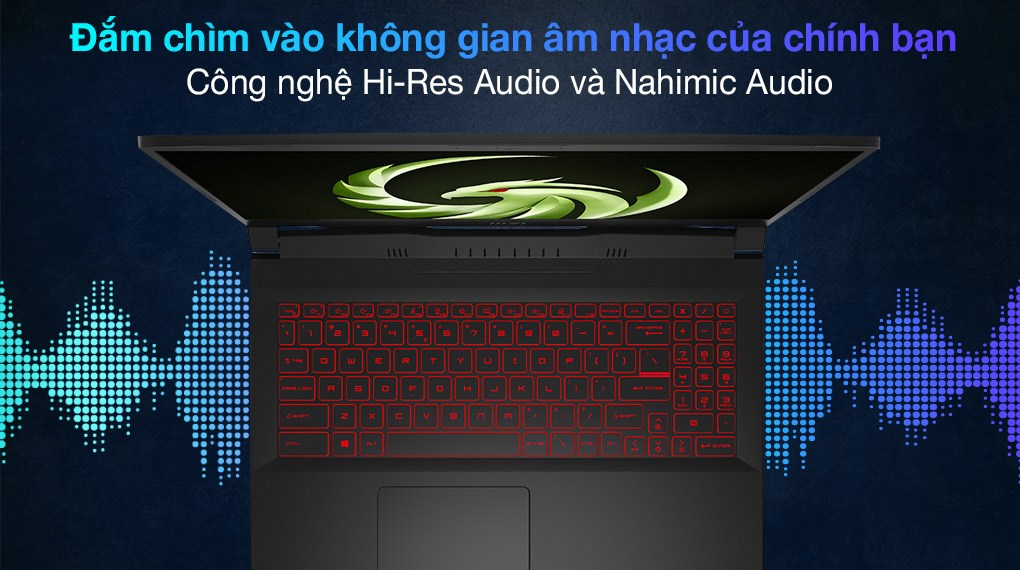 Đắm chìm vào không gian âm nhạc của chính bạn
Công nghệ Hi-Res Audio và Nahimic Audio
Q W E R T Y U I O P
A S D F G H J K L
Z X C V B N M